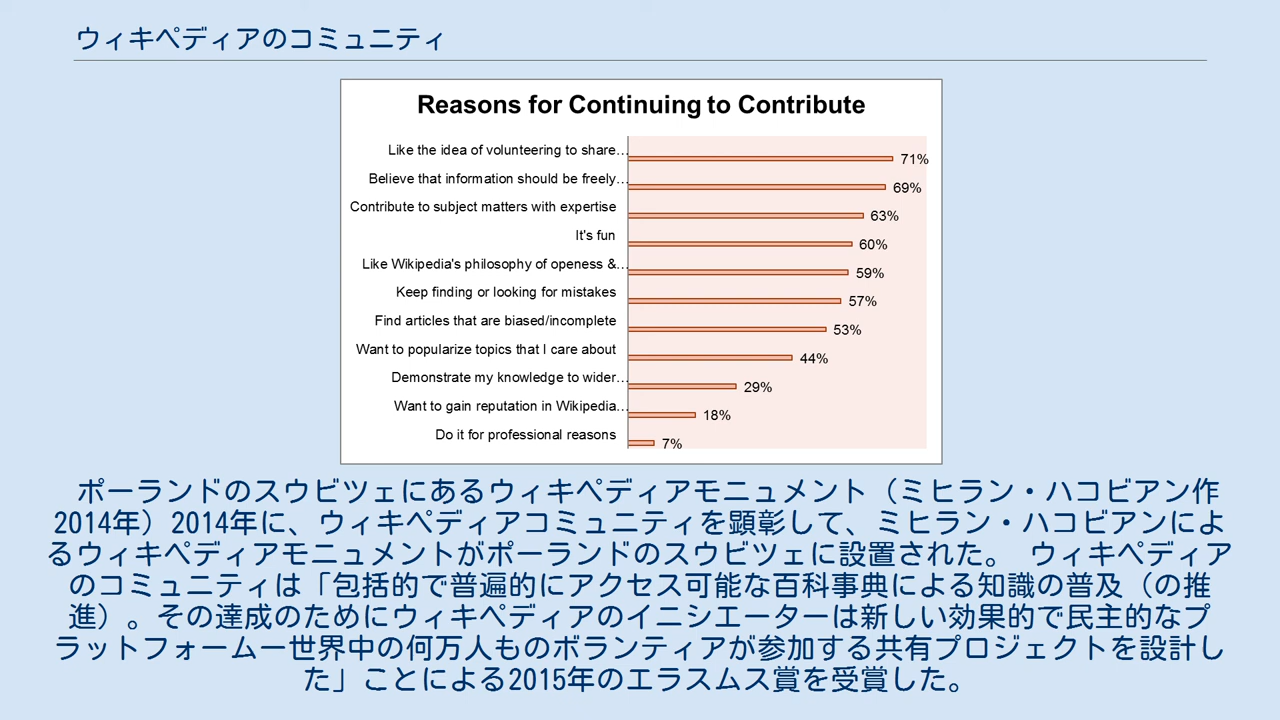 ウィキペディアのコミュニティ
Reasons for Continuing to Contribute
Like the idea of volunteering to share… 71%
Believe that information should be freely… 69%
Contribute to subject matters with expertise 63%
It's fun 60%
Like Wikipedia's philosophy of openess &… 59%
Keep finding or looking for mistakes 57%
Find articles that are biased/incomplete 53%
Want to popularize topics that I care about 44%
Demonstrate my knowledge to wider… 29%
Want to gain reputation in Wikipedia… 18%
Do it for professional reasons 7%
ポーランドのスウビツェにあるウィキペディアモニュメント（ミヒラン・ハコビアン作
2014年）2014年に、ウィキペディアコミュニティを顕彰して、ミヒラン・ハコビアンによ
るウィキペディアモニュメントがポーランドのスウビツェに設置された。 ウィキペディア
のコミュニティは「包括的で普遍的にアクセス可能な百科事典による知識の普及（の推
進）。その達成のためにウィキペディアのイニシエーターは新しい効果的で民主的なプ
ラットフォームー世界中の何万人ものボランティアが参加する共有プロジェクトを設計し
た」ことによる2015年のエラスムス賞を受賞した。